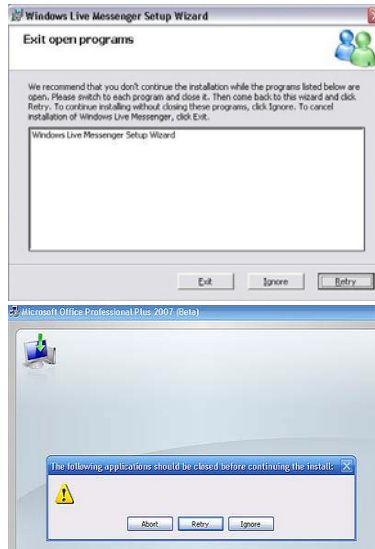 Windows Live Messenger Setup Wizard
Exit open programs
We recommend that you don't continue the installation while the programs listed below are
open. Please switch to each program and close it. Then come back to this wizard and click
Retry. To continue installing without closing these programs, click Ignore. To cancel
installation of Windows Live Messenger, click Exit.
Windows Live Messenger Setup Wizard
Exit Ignore Retry
Microsoft Office Professional Plus 2007 (Beta)
The following applications should be closed before continuing the install:
Abort Retry Ignore